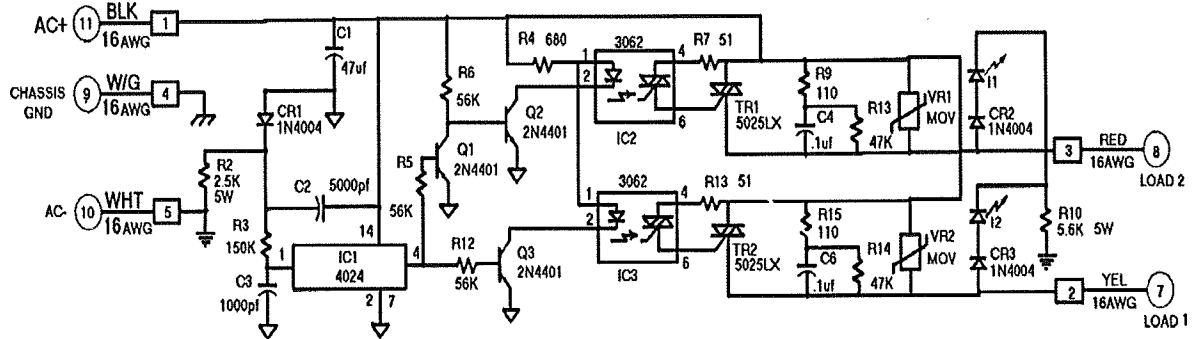 AC+ 11 BLK 1
16AWG
CHASSIS GND 9 W/G 4
16AWG
AC- 10 WHT 5
16AWG
C1
47uf
CR1
1N4004
R2
2.5K
5W
R3
150K
C2 5000pf
C3
1000pf
1 IC1 4
4024
14
2 7
R5
56K
R6
56K
Q1
2N4401
Q2
2N4401
R12
56K
Q3
2N4401
R4 680
1 3062 4
2
6
IC2
R7 51
TR1
5025LX
R9
110
C4
.1uf
R13
47K
VR1
MOV
I1
CR2
1N4004
3 RED 8
16AWG
LOAD 2
1 3062 4
2
6
IC3
R13 51
TR2
5025LX
R15
110
C6
.1uf
R14
47K
VR2
MOV
I2
CR3
1N4004
R10
5.6K 5W
2 YEL 7
16AWG
LOAD 1